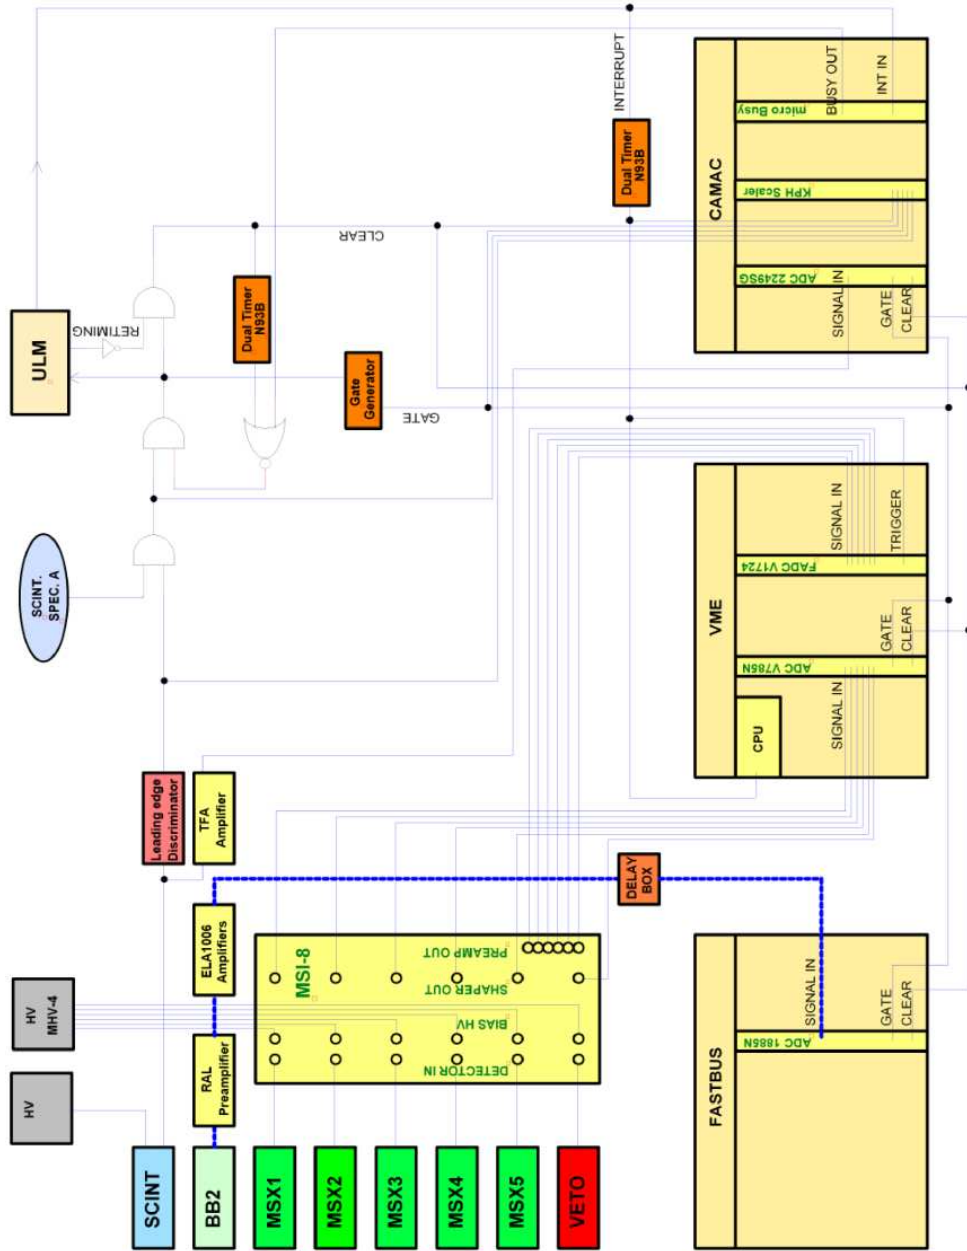 HV
HV
MHV-4
SCINT
BB2
MSX1
MSX2
MSX3
MSX4
MSX5
VETO
RAL
Preamplifier
ELA1006
Amplifiers
Leading edge
Discriminator
TFA
Amplifier
MSI-8
DETECTOR IN
BIAS HV
SHAPER OUT
PREAMP OUT
DELAY
BOX
SCINT.
SPEC. A
ULM
RETIMING
CLEAR
Dual Timer
N93B
Gate
Generator
GATE
INTERRUPT
Dual Timer
N93B
FASTBUS
ADC 1885N
SIGNAL IN
GATE
CLEAR
VME
CPU
ADC V785N
SIGNAL IN
GATE
CLEAR
FADC V1724
SIGNAL IN
TRIGGER
CAMAC
ADC 2249SG
SIGNAL IN
GATE
CLEAR
KPH Scaler
micro Busy
BUSY OUT
INT IN